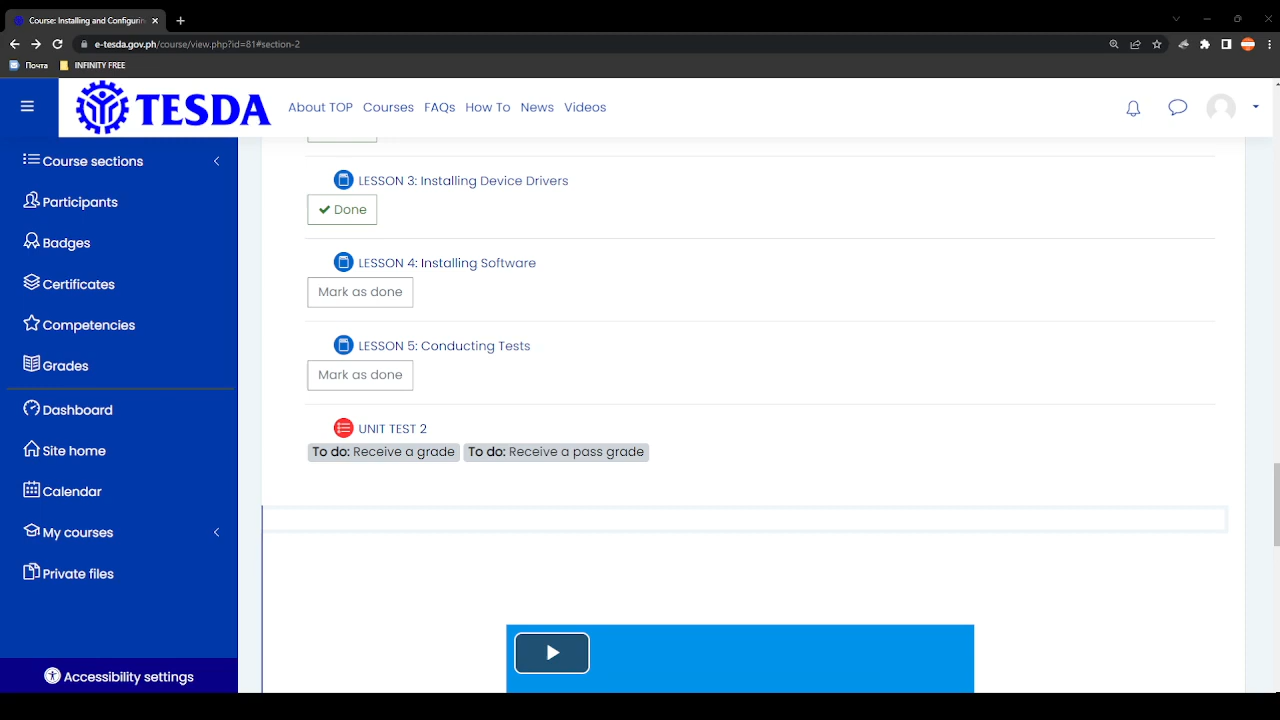 Course: Installing and Configurin
e-tesda.gov.ph/course/view.php?id=81#section-2
Почта INFINITY FREE
TESDA About TOP Courses FAQs How To News Videos
Course sections
Participants
Badges
Certificates
Competencies
Grades
Dashboard
Site home
Calendar
My courses
Private files
Accessibility settings
LESSON 3: Installing Device Drivers
Done
LESSON 4: Installing Software
Mark as done
LESSON 5: Conducting Tests
Mark as done
UNIT TEST 2
To do: Receive a grade To do: Receive a pass grade